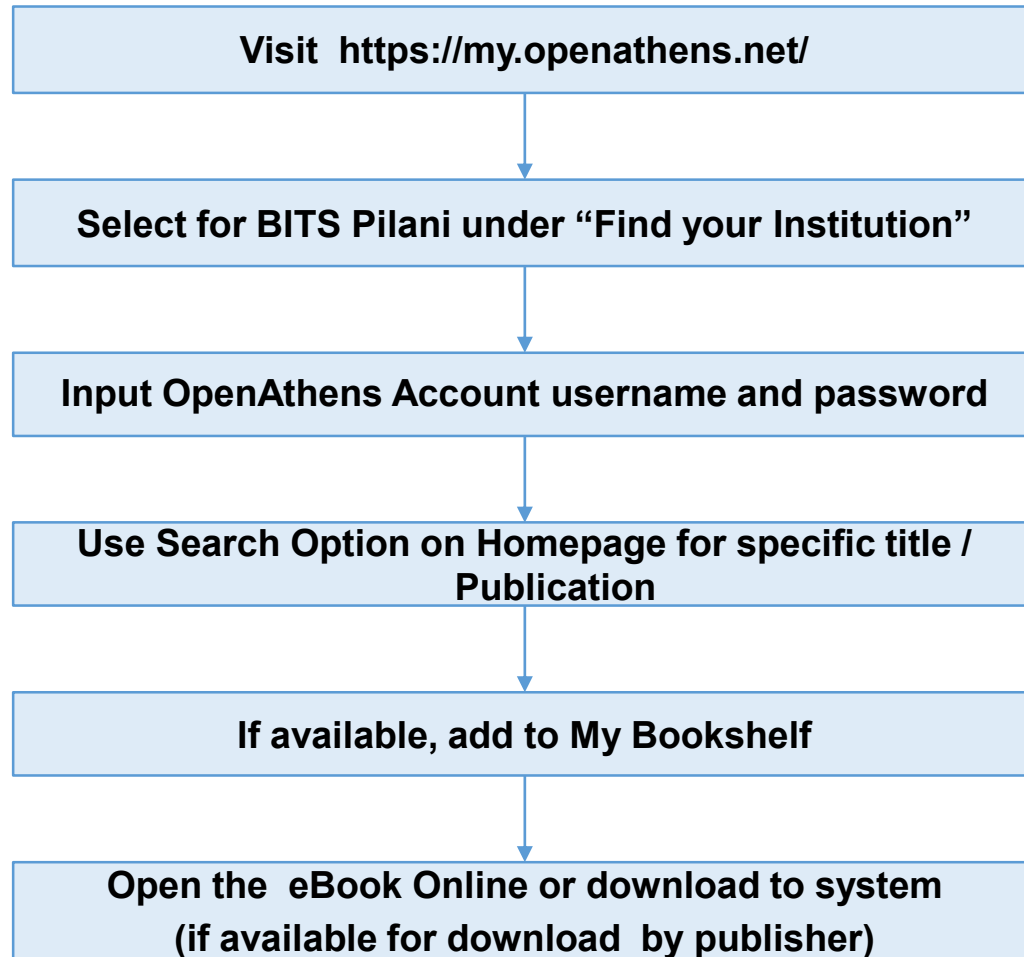 Visit  https://my.openathens.net/
Select for BITS Pilani under “Find your Institution”
Input OpenAthens Account username and password
Use Search Option on Homepage for specific title /
Publication
If available, add to My Bookshelf
Open the  eBook Online or download to system
(if available for download  by publisher)